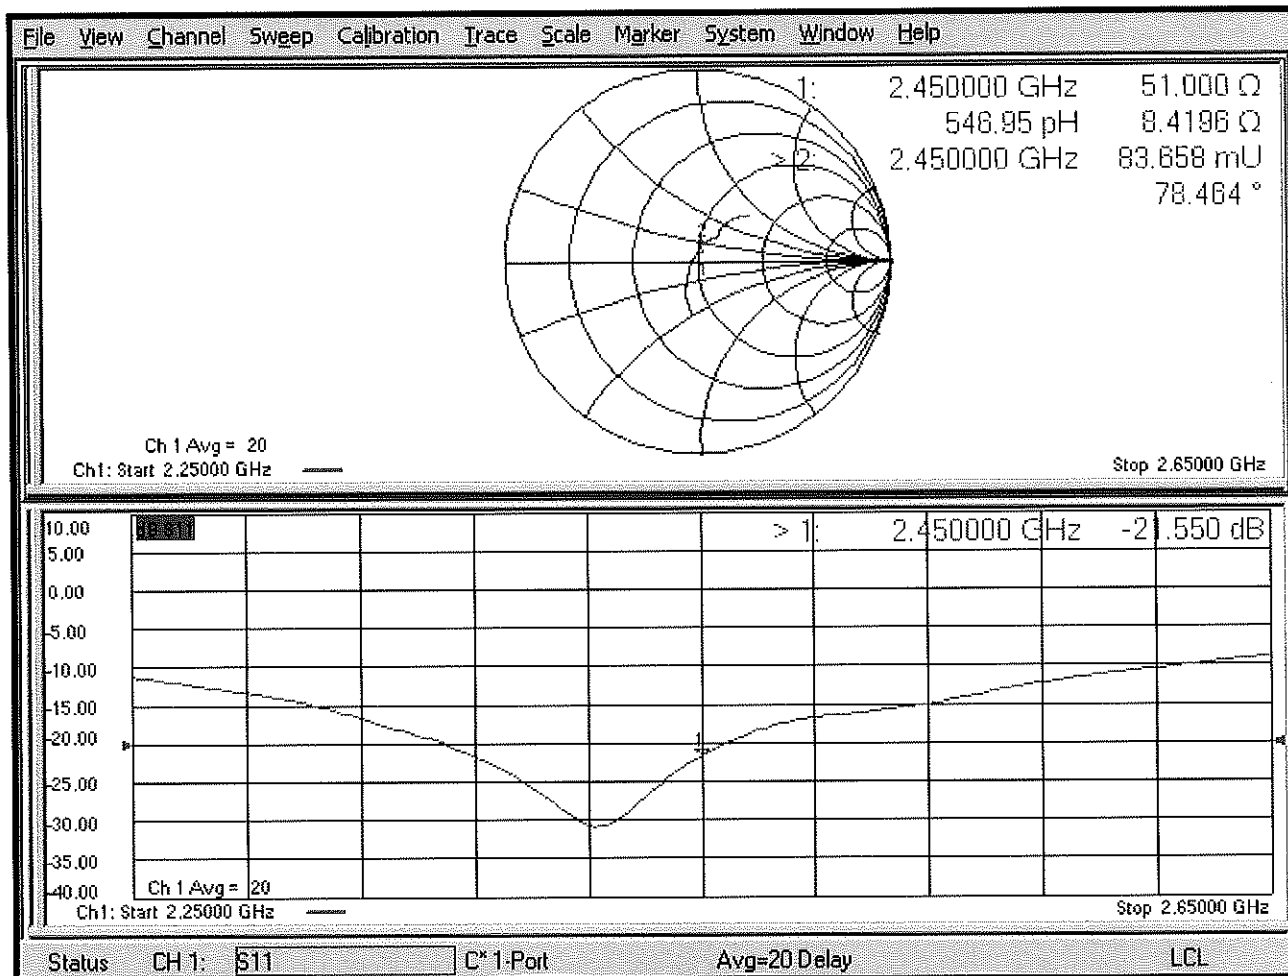 File View Channel Sweep Calibration Trace Scale Marker System Window Help
1: 2.450000 GHz 51.000 Ω
546.95 pH 8.4196 Ω
> 2: 2.450000 GHz 83.658 mU
78.464 °
Ch 1 Avg = 20
Ch1: Start 2.25000 GHz
Stop 2.65000 GHz
10.00
dB S11
> 1: 2.450000 GHz -21.550 dB
5.00
0.00
-5.00
-10.00
-15.00
-20.00
1
-25.00
-30.00
-35.00
-40.00
Ch 1 Avg = 20
Ch1: Start 2.25000 GHz
Stop 2.65000 GHz
Status CH 1: S11 C* 1-Port Avg=20 Delay LCL